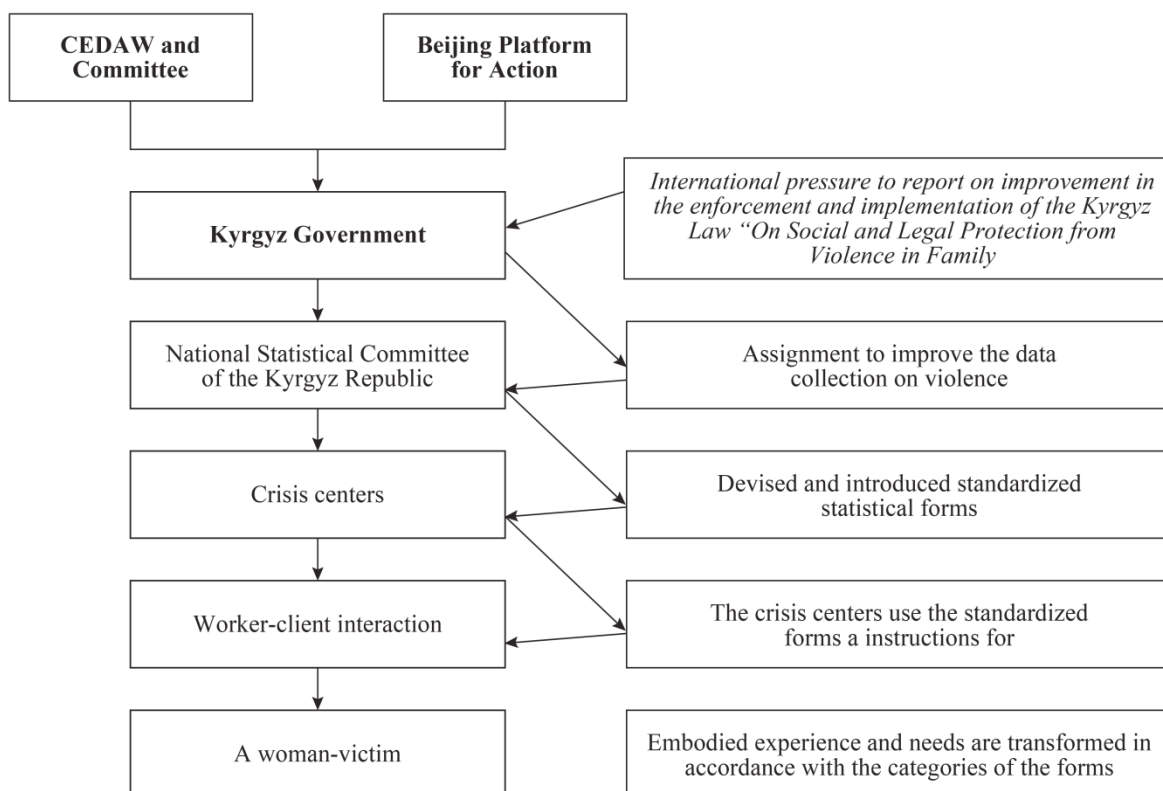 CEDAW and
Committee
Beijing Platform
for Action
International pressure to report on improvement in
the enforcement and implementation of the Kyrgyz
Law “On Social and Legal Protection from
Violence in Family
Kyrgyz Government
National Statistical Committee
of the Kyrgyz Republic
Assignment to improve the data
collection on violence
Crisis centers
Devised and introduced standardized
statistical forms
Worker-client interaction
The crisis centers use the standardized
forms a instructions for
A woman-victim
Embodied experience and needs are transformed in
accordance with the categories of the forms